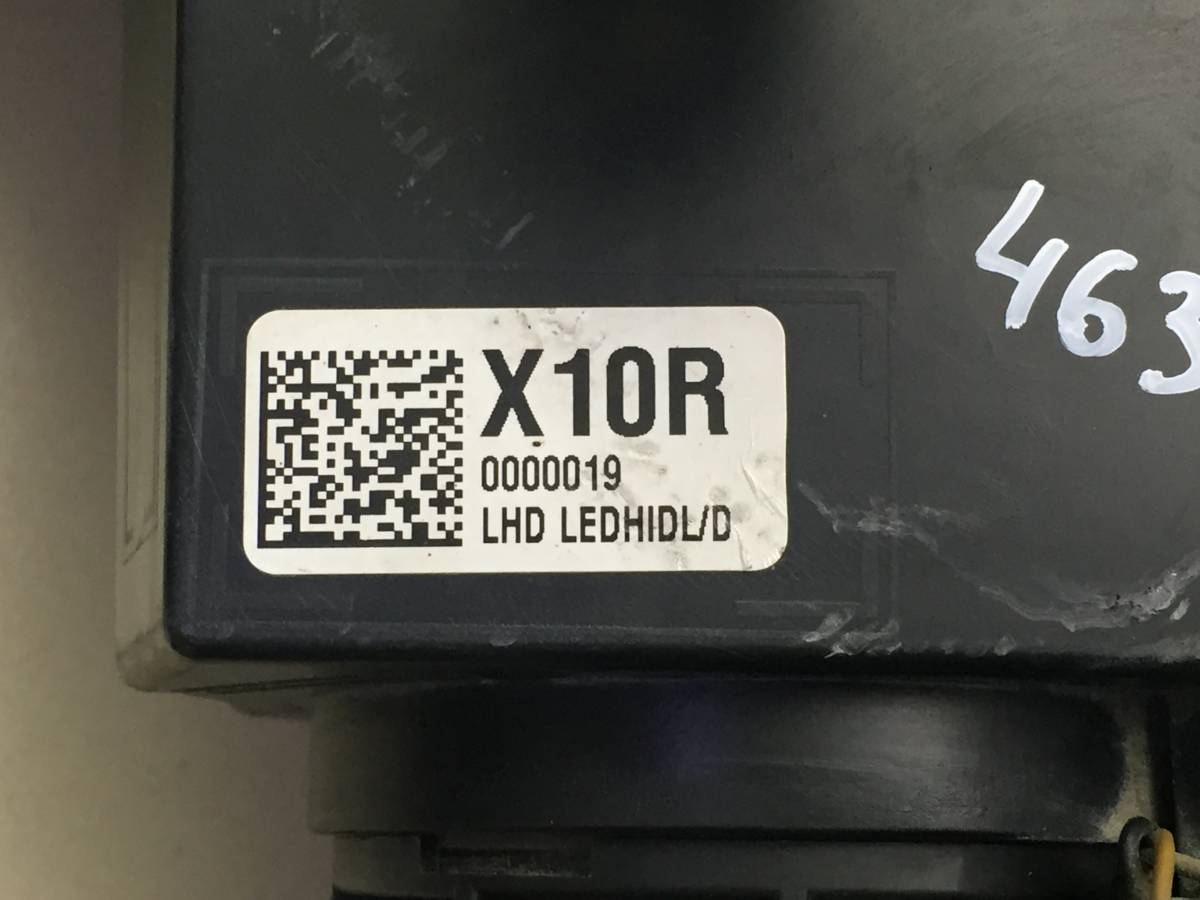 463
X10R
0000019
LHD LEDHIDL/D